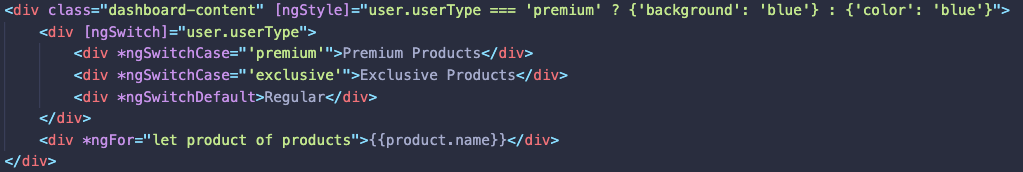 <div class="dashboard-content" [ngStyle]="user.userType === 'premium' ? {'background': 'blue'} : {'color': 'blue'}">
<div [ngSwitch]="user.userType">
<div *ngSwitchCase="'premium'">Premium Products</div>
<div *ngSwitchCase="'exclusive'">Exclusive Products</div>
<div *ngSwitchDefault>Regular</div>
</div>
<div *ngFor="let product of products">{{product.name}}</div>
</div>